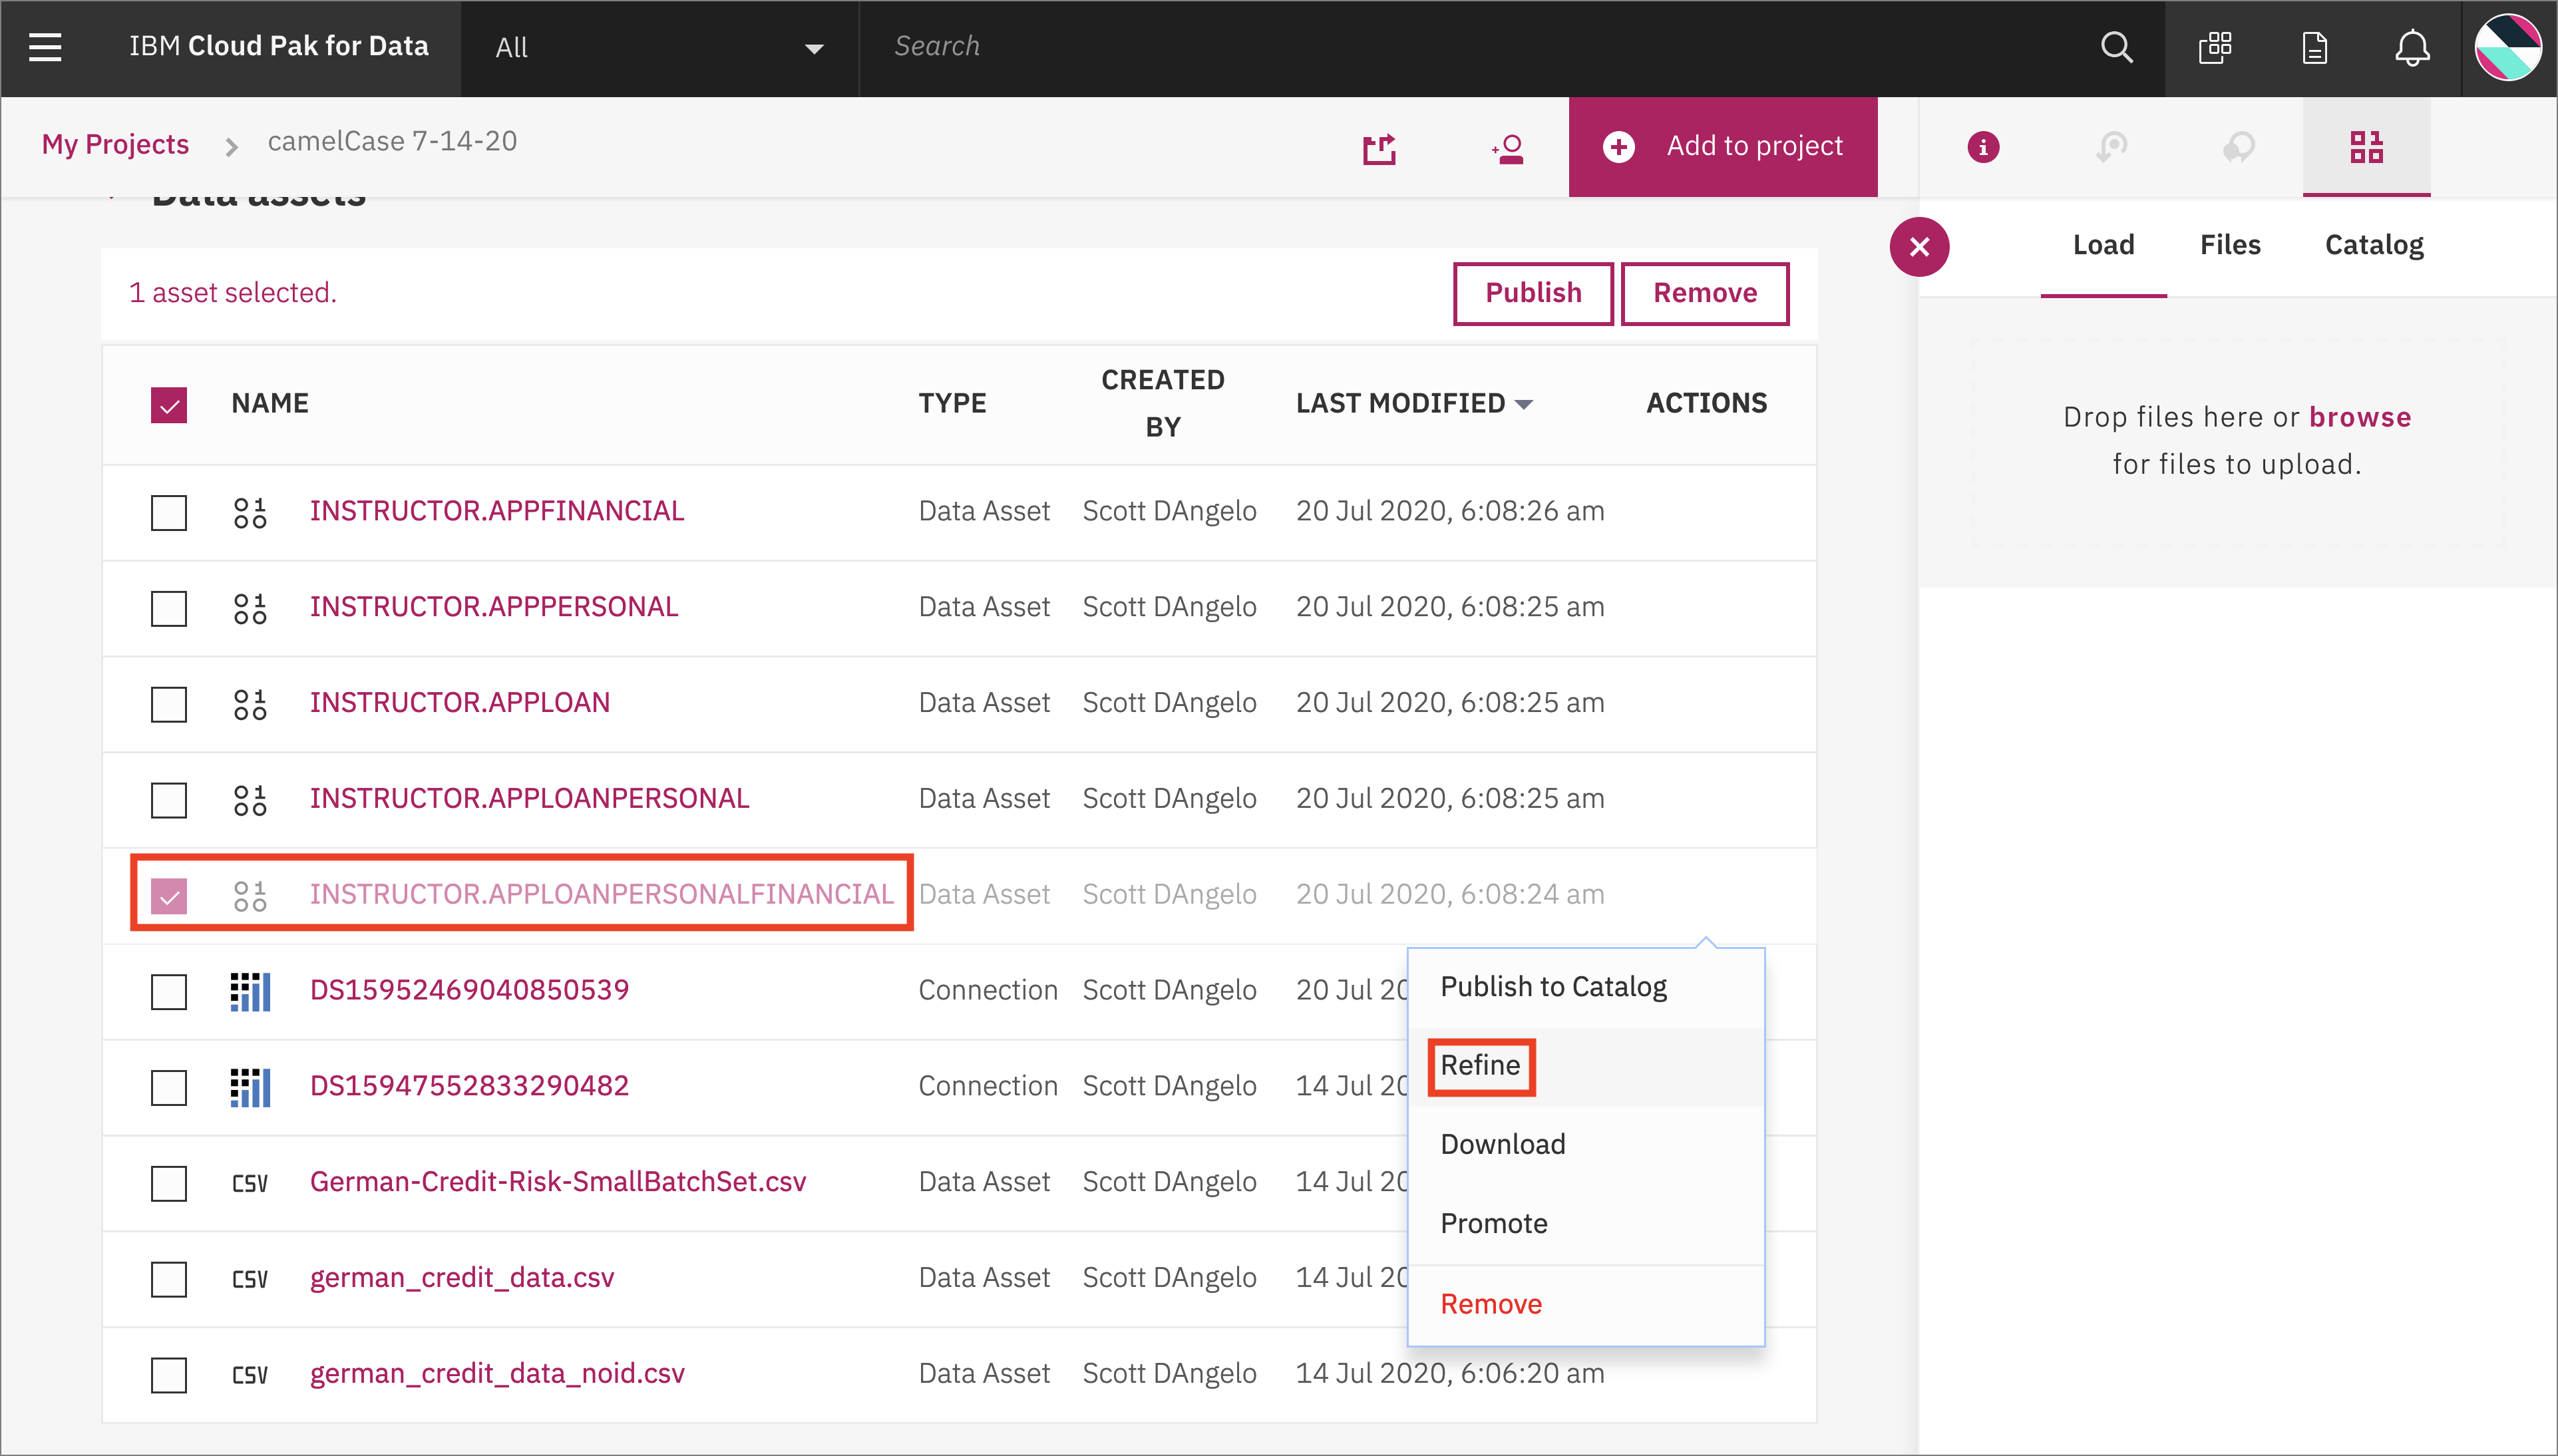 IBM Cloud Pak for Data
All
Search
My Projects
camelCase 7-14-20
Add to project
Data assets
Load
Files
Catalog
1 asset selected.
Publish
Remove
Drop files here or browse
for files to upload.
NAME
TYPE
CREATED
BY
LAST MODIFIED
ACTIONS
INSTRUCTOR.APPFINANCIAL Data Asset Scott DAngelo 20 Jul 2020, 6:08:26 am
INSTRUCTOR.APPPERSONAL Data Asset Scott DAngelo 20 Jul 2020, 6:08:25 am
INSTRUCTOR.APPLOAN Data Asset Scott DAngelo 20 Jul 2020, 6:08:25 am
INSTRUCTOR.APPLOANPERSONAL Data Asset Scott DAngelo 20 Jul 2020, 6:08:25 am
INSTRUCTOR.APPLOANPERSONALFINANCIAL Data Asset Scott DAngelo 20 Jul 2020, 6:08:24 am
DS15952469040850539 Connection Scott DAngelo 20 Jul 20
DS15947552833290482 Connection Scott DAngelo 14 Jul 20
CSV German-Credit-Risk-SmallBatchSet.csv Data Asset Scott DAngelo 14 Jul 20
CSV german_credit_data.csv Data Asset Scott DAngelo 14 Jul 20
CSV german_credit_data_noid.csv Data Asset Scott DAngelo 14 Jul 2020, 6:06:20 am
Publish to Catalog
Refine
Download
Promote
Remove